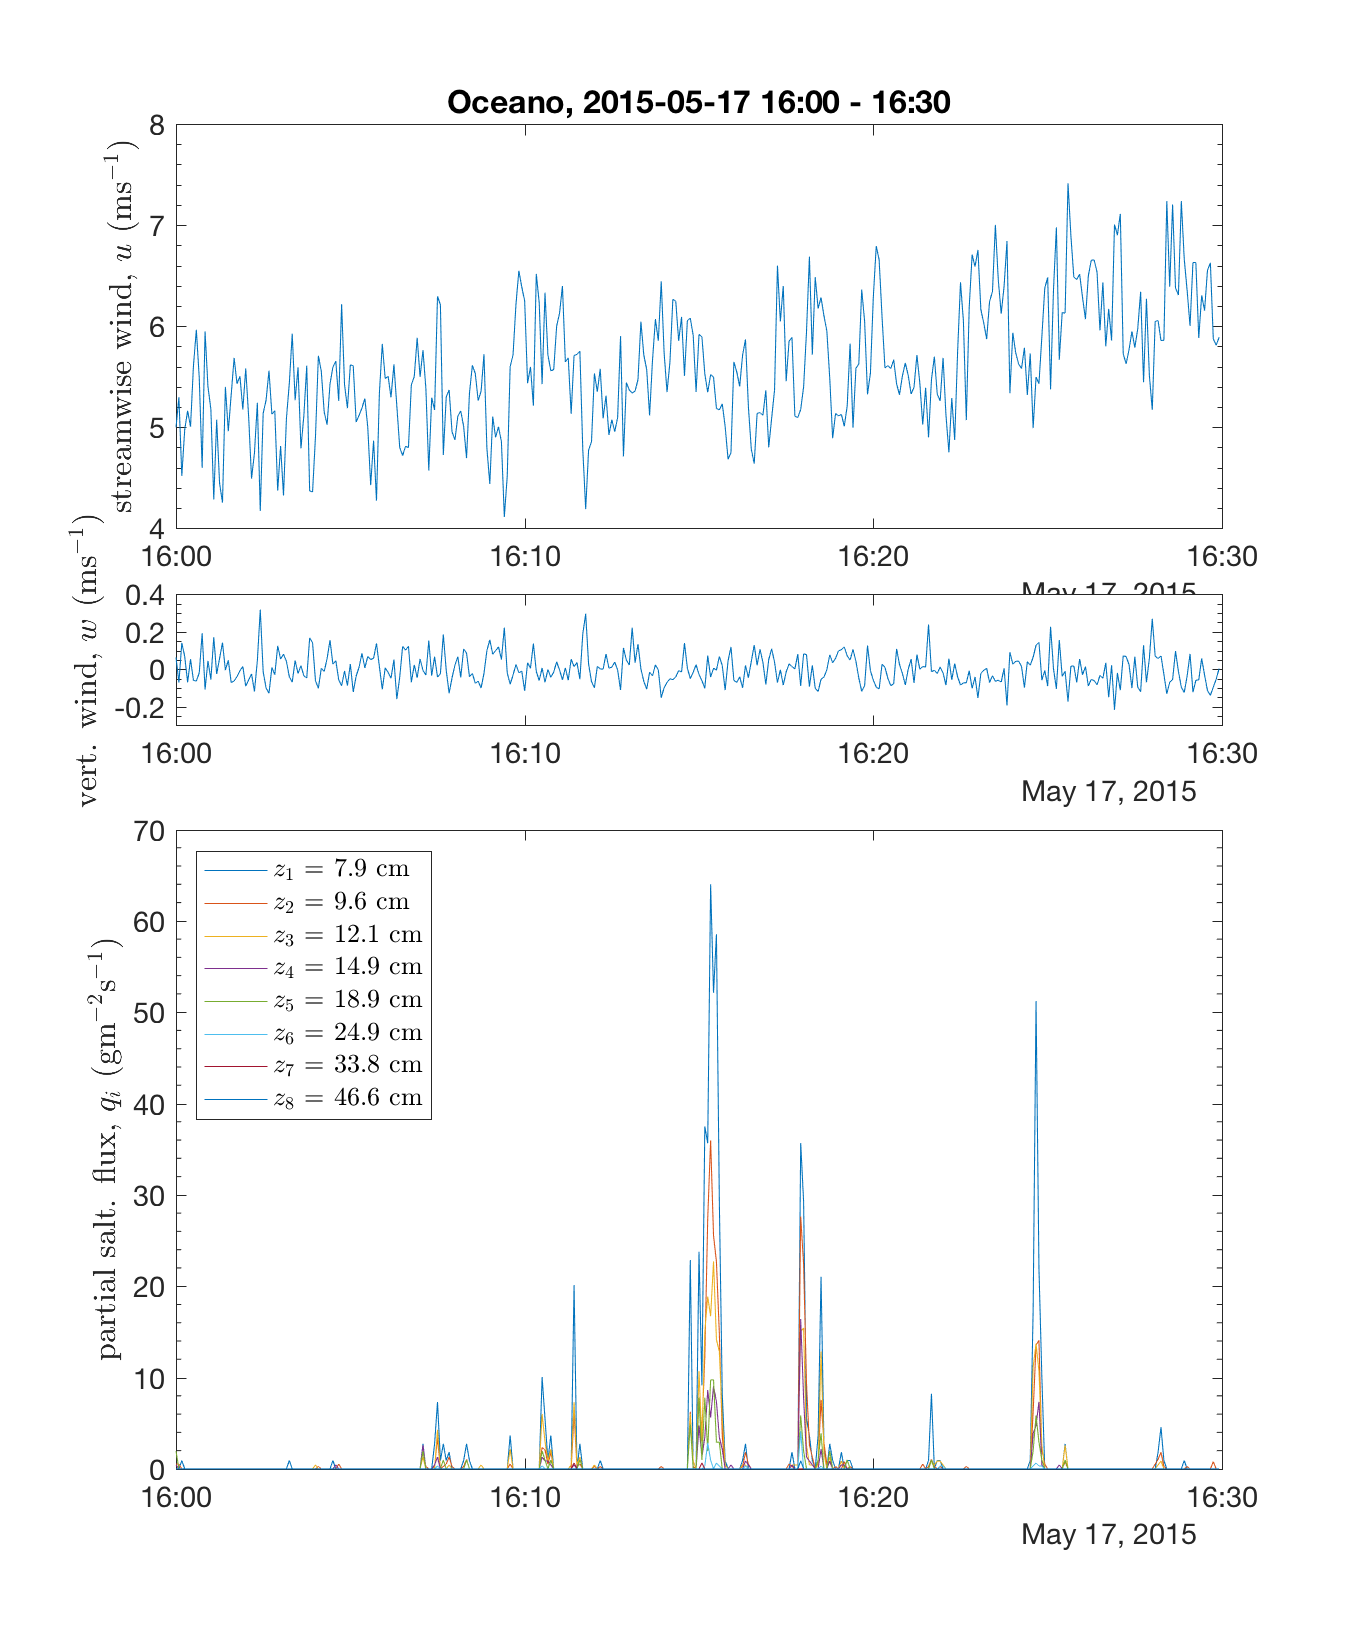 Oceano, 2015-05-17 16:00 - 16:30
streamwise wind, u (ms⁻¹)
8
7
6
5
4
16:00 16:10 16:20 16:30
May 17, 2015
vert. wind, w (ms⁻¹)
0.4
0.2
0
-0.2
16:00 16:10 16:20 16:30
May 17, 2015
partial salt. flux, qᵢ (gm⁻²s⁻¹)
70
60
50
40
30
20
10
0
z₁ = 7.9 cm
z₂ = 9.6 cm
z₃ = 12.1 cm
z₄ = 14.9 cm
z₅ = 18.9 cm
z₆ = 24.9 cm
z₇ = 33.8 cm
z₈ = 46.6 cm
16:00 16:10 16:20 16:30
May 17, 2015